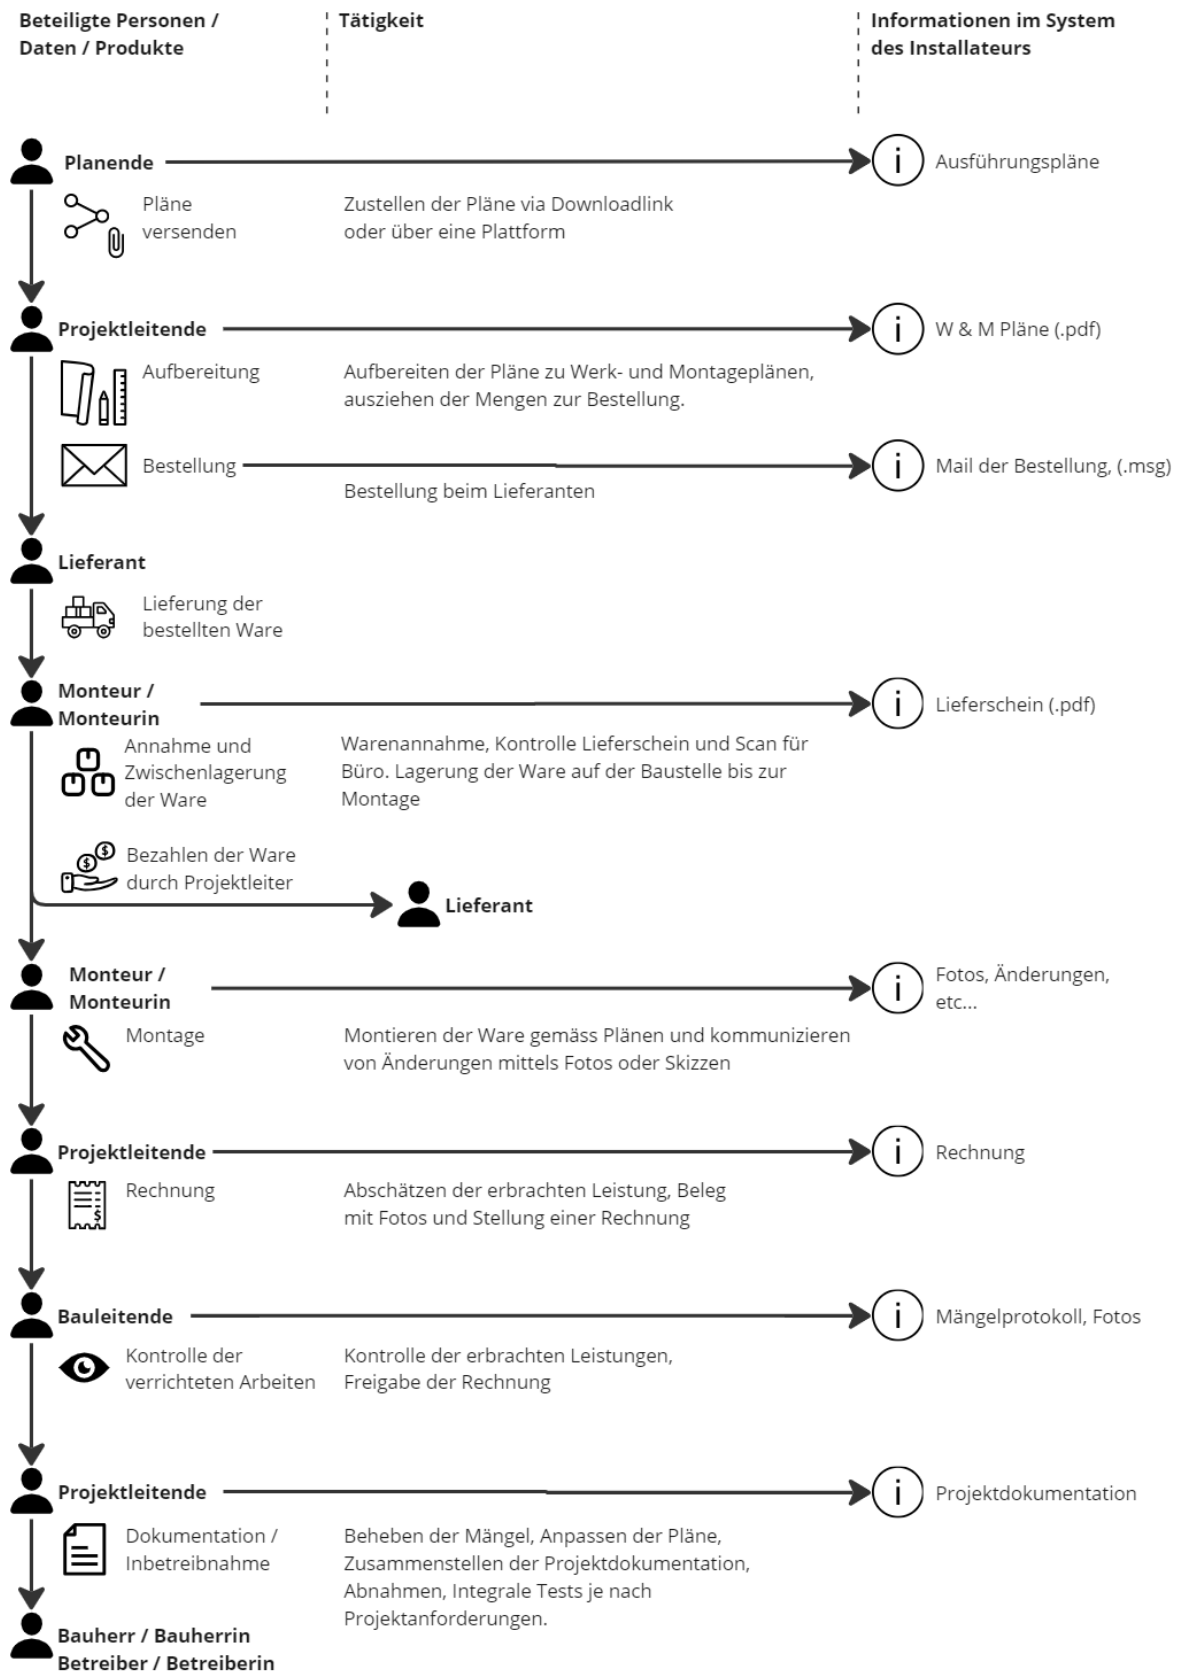 Beteiligte Personen /
Daten / Produkte
Tätigkeit
Informationen im System
des Installateurs
Planende
i
Ausführungspläne
Pläne
versenden
Zustellen der Pläne via Downloadlink
oder über eine Plattform
Projektleitende
i
W & M Pläne (.pdf)
Aufbereitung
Aufbereiten der Pläne zu Werk- und Montageplänen,
ausziehen der Mengen zur Bestellung.
Bestellung
i
Mail der Bestellung, (.msg)
Bestellung beim Lieferanten
Lieferant
Lieferung der
bestellten Ware
Monteur /
Monteurin
i
Lieferschein (.pdf)
Annahme und
Zwischenlagerung
der Ware
Warenannahme, Kontrolle Lieferschein und Scan für
Büro. Lagerung der Ware auf der Baustelle bis zur
Montage
$
$
Bezahlen der Ware
durch Projektleiter
Lieferant
Monteur /
Monteurin
i
Fotos, Änderungen,
etc...
Montage
Montieren der Ware gemäss Plänen und kommunizieren
von Änderungen mittels Fotos oder Skizzen
Projektleitende
i
Rechnung
$
Rechnung
Abschätzen der erbrachten Leistung, Beleg
mit Fotos und Stellung einer Rechnung
Bauleitende
i
Mängelprotokoll, Fotos
Kontrolle der
verrichteten Arbeiten
Kontrolle der erbrachten Leistungen,
Freigabe der Rechnung
Projektleitende
i
Projektdokumentation
Dokumentation /
Inbetreibnahme
Beheben der Mängel, Anpassen der Pläne,
Zusammenstellen der Projektdokumentation,
Abnahmen, Integrale Tests je nach
Projektanforderungen.
Bauherr / Bauherrin
Betreiber / Betreiberin